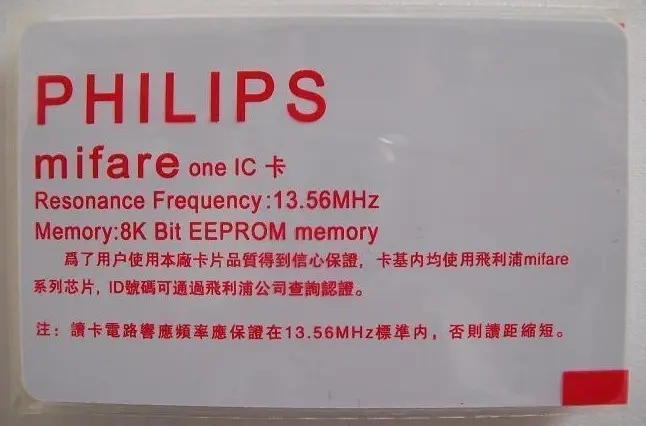 PHILIPS
mifare one IC 卡
Resonance Frequency:13.56MHz
Memory:8K Bit EEPROM memory
爲了用户使用本廠卡片品質得到信心保證，卡基内均使用飛利浦mifare
系列芯片，ID號碼可通過飛利浦公司查詢認證。
注：讀卡電路響應頻率應保證在13.56MHz標準内，否則讀距縮短。